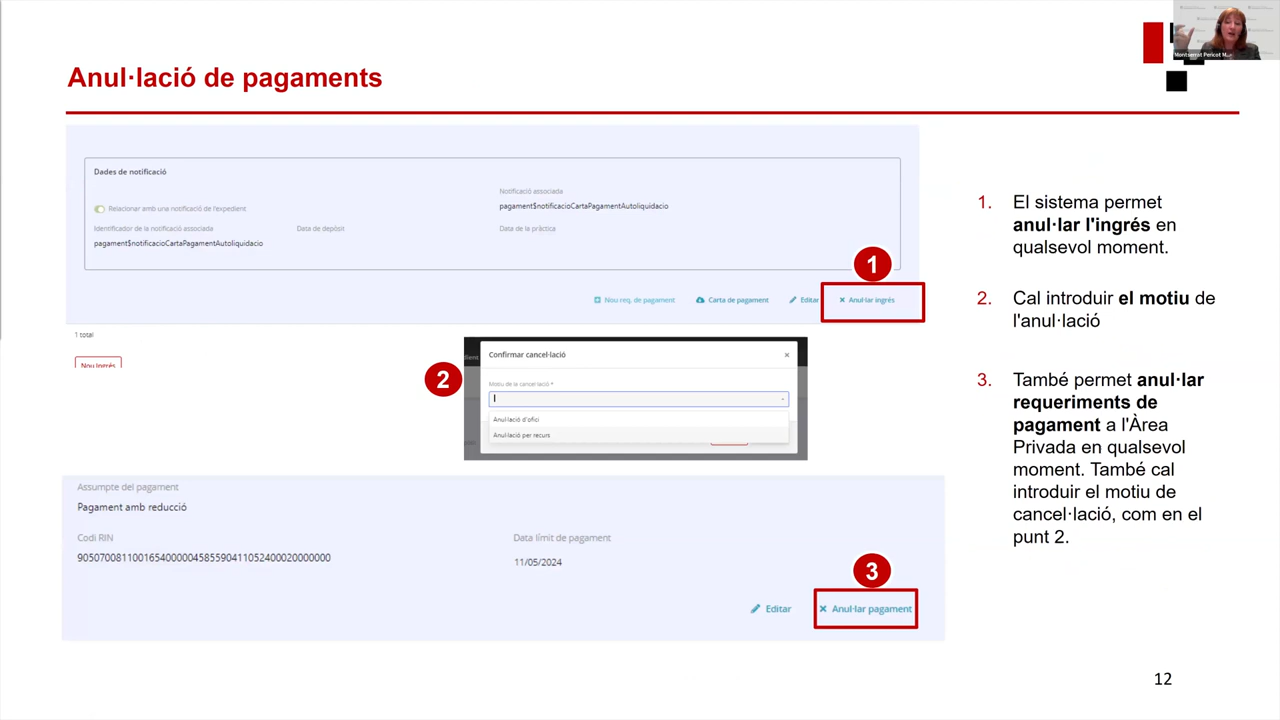 Anul·lació de pagaments
Dades de notificació
Relacionar amb una notificació de l'expedient
Notificació associada
pagament$notificacioCartaPagamentAutoliquidacio
Identificador de la notificació associada
Data de depòsit
Data de la pràctica
pagament$notificacioCartaPagamentAutoliquidacio
1
Nou req. de pagament
Carta de pagament
Editar
Anul·lar ingrés
1 total
Nou Ingrés
2
Confirmar cancel·lació
×
Motiu de la cancel·lació *
Anul·lació d'ofici
Anul·lació per recurs
Assumpte del pagament
Pagament amb reducció
Codi RIN
Data límit de pagament
11/05/2024
3
Editar
Anul·lar pagament
1. El sistema permet
anul·lar l'ingrés en
qualsevol moment.
2. Cal introduir el motiu de
l'anul·lació
3. També permet anul·lar
requeriments de
pagament a l'Àrea
Privada en qualsevol
moment. També cal
introduir el motiu de
cancel·lació, com en el
punt 2.
12
Montserrat Pericot M